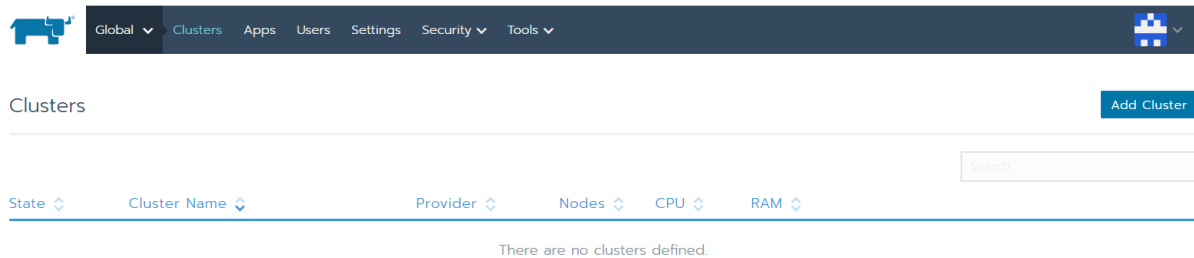 Global Clusters Apps Users Settings Security Tools
Clusters
Add Cluster
Search
State Cluster Name Provider Nodes CPU RAM
There are no clusters defined.